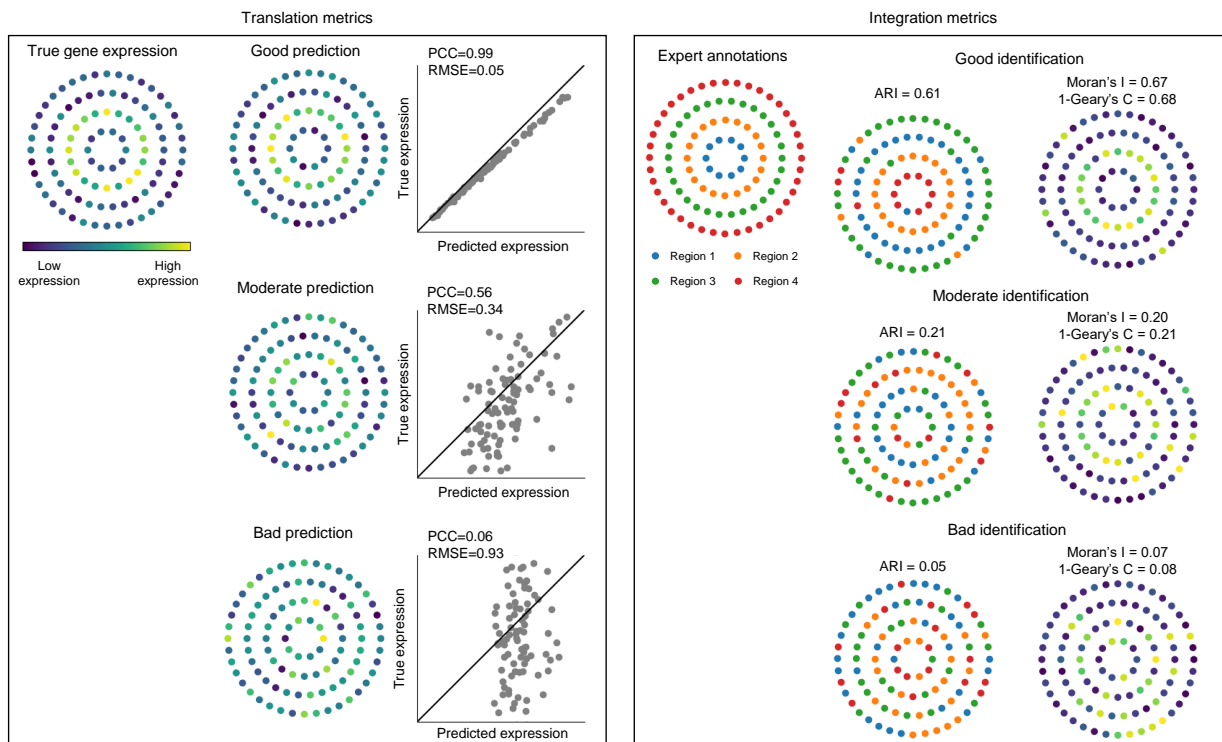 Translation metrics
True gene expression
Good prediction
PCC=0.99
RMSE=0.05
True expression
Predicted expression
Low
expression
High
expression
Moderate prediction
PCC=0.56
RMSE=0.34
True expression
Predicted expression
Bad prediction
PCC=0.06
RMSE=0.93
True expression
Predicted expression
Integration metrics
Expert annotations
Good identification
ARI = 0.61
Moran's I = 0.67
1-Geary's C = 0.68
Region 1
Region 2
Region 3
Region 4
Moderate identification
ARI = 0.21
Moran's I = 0.20
1-Geary's C = 0.21
Bad identification
ARI = 0.05
Moran's I = 0.07
1-Geary's C = 0.08